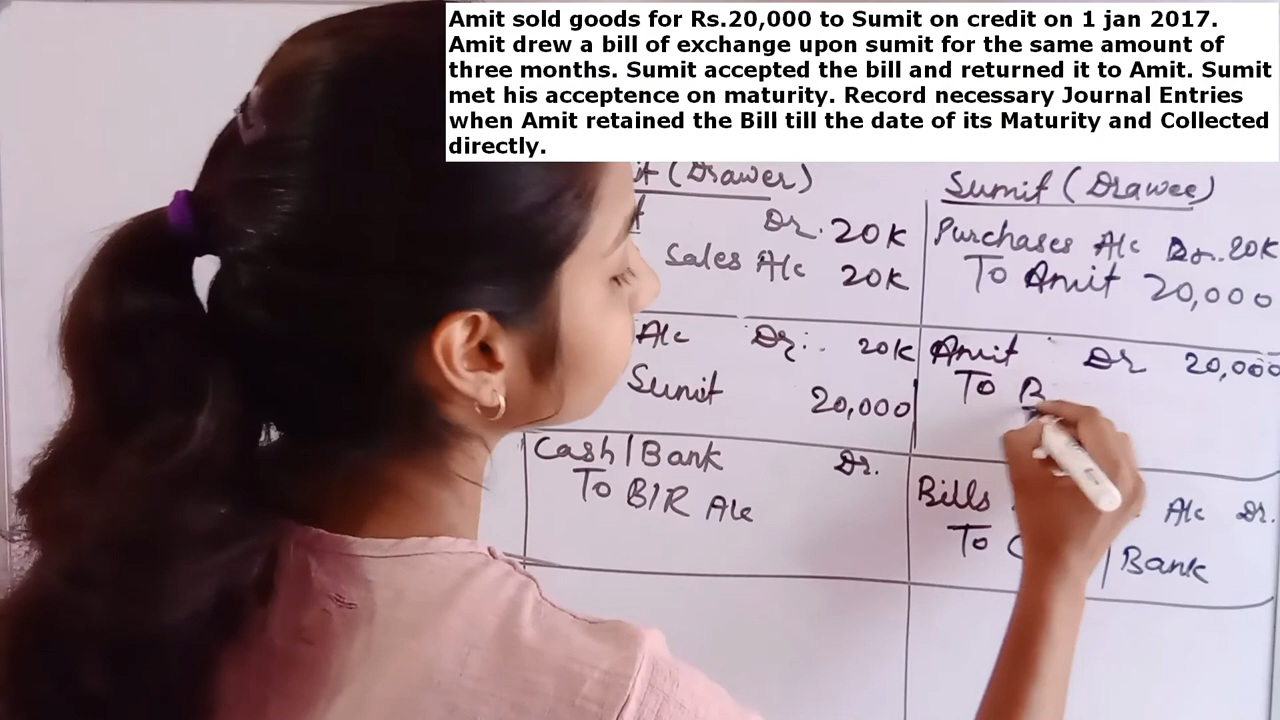 Amit sold goods for Rs.20,000 to Sumit on credit on 1 jan 2017.
Amit drew a bill of exchange upon sumit for the same amount of
three months. Sumit accepted the bill and returned it to Amit. Sumit
met his acceptence on maturity. Record necessary Journal Entries
when Amit retained the Bill till the date of its Maturity and Collected
directly.
(Drawer)
Dr. 20K
Sales A/c 20K
A/c Dr. 20K
Sumit 20,000
Cash/Bank Dr.
To B/R A/c
Sumit (Drawee)
Purchases A/c Dr. 20K
To Amit 20,000
Amit Dr 20,000
To B
Bills A/c Dr.
To C / Bank